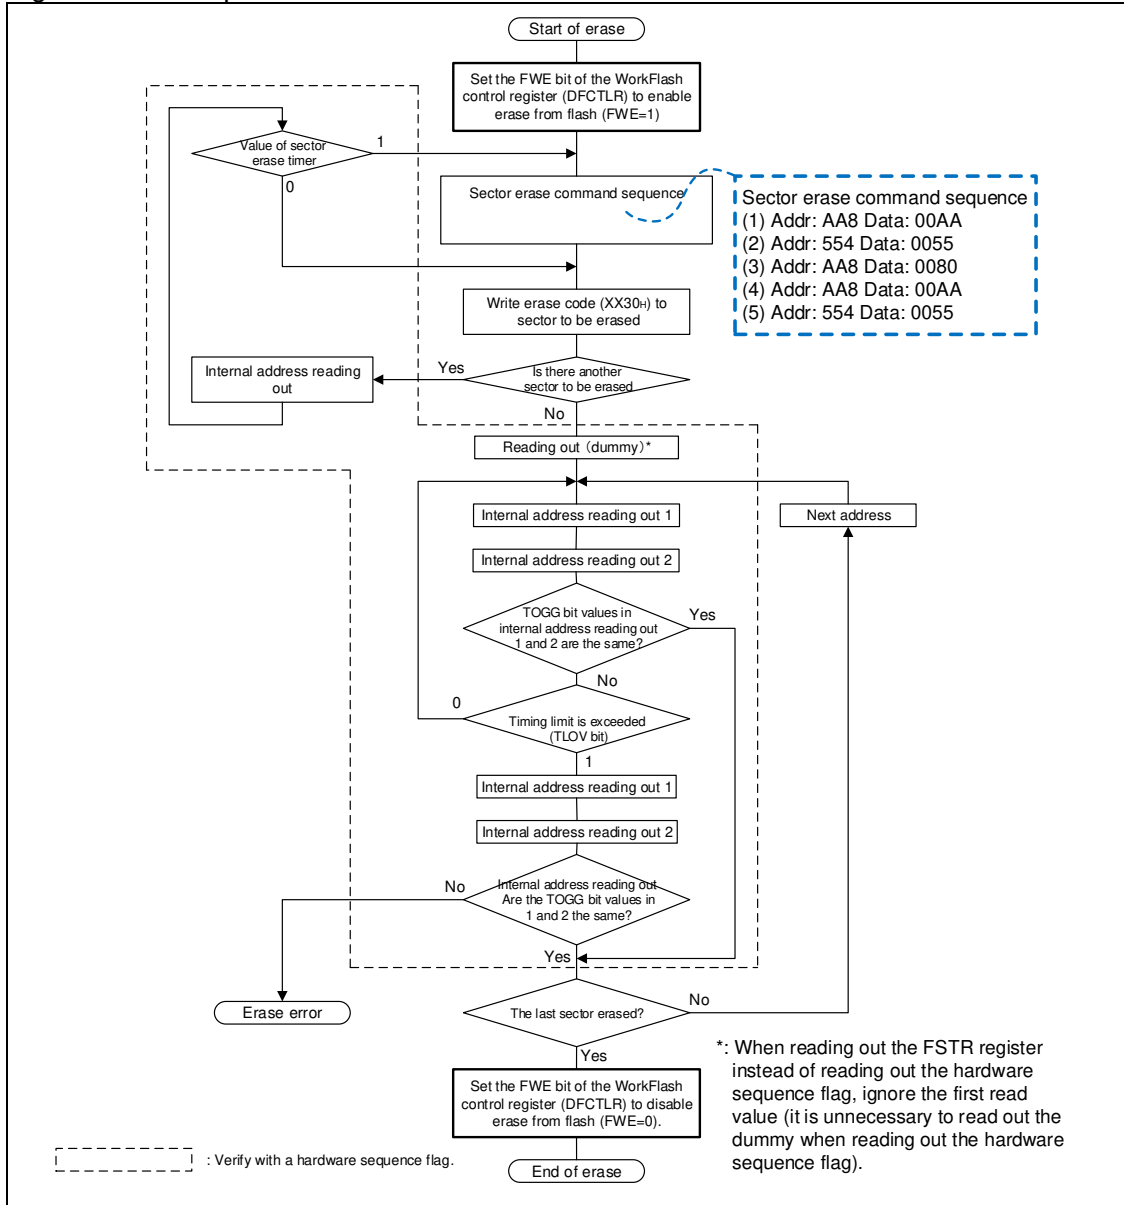 Start of erase
Set the FWE bit of the WorkFlash
control register (DFCTLR) to enable
erase from flash (FWE=1)
Value of sector
erase timer
1
0
Sector erase command sequence
Sector erase command sequence
(1) Addr: AA8 Data: 00AA
(2) Addr: 554 Data: 0055
(3) Addr: AA8 Data: 0080
(4) Addr: AA8 Data: 00AA
(5) Addr: 554 Data: 0055
Write erase code (XX30H) to
sector to be erased
Internal address reading
out
Yes
Is there another
sector to be erased
No
Reading out (dummy)*
Internal address reading out 1
Next address
Internal address reading out 2
TOGG bit values in
internal address reading out
1 and 2 are the same?
Yes
No
0
Timing limit is exceeded
(TLOV bit)
1
Internal address reading out 1
Internal address reading out 2
No
Internal address reading out
Are the TOGG bit values in
1 and 2 the same?
Yes
Erase error
The last sector erased?
No
Yes
Set the FWE bit of the WorkFlash
control register (DFCTLR) to disable
erase from flash (FWE=0).
End of erase
*: When reading out the FSTR register
instead of reading out the hardware
sequence flag, ignore the first read
value (it is unnecessary to read out the
dummy when reading out the hardware
sequence flag).
: Verify with a hardware sequence flag.